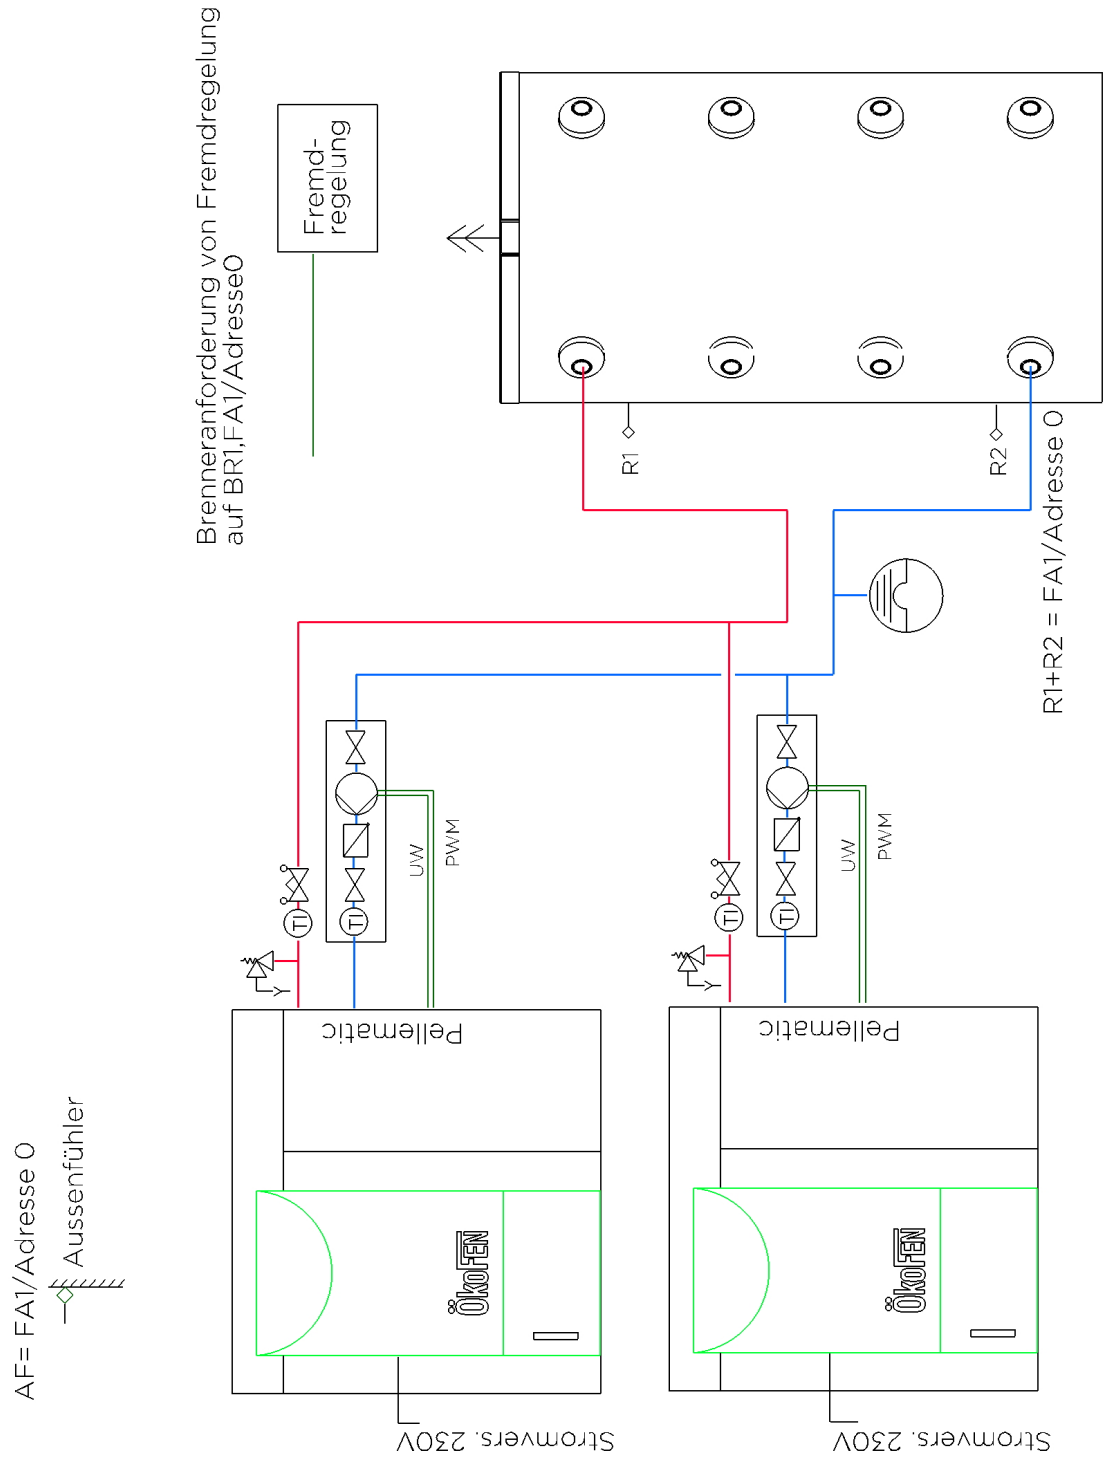 AF= FA1/Adresse 0
Aussenfühler
Brenneranforderung von Fremdregelung
auf BR1,FA1/Adresse0
Fremd-
regelung
R1
R2
R1+R2 = FA1/Adresse 0
TI
TI
UW
PWM
TI
TI
UW
PWM
Pellematic
ÖkoFEN
Stromvers. 230V
Pellematic
ÖkoFEN
Stromvers. 230V